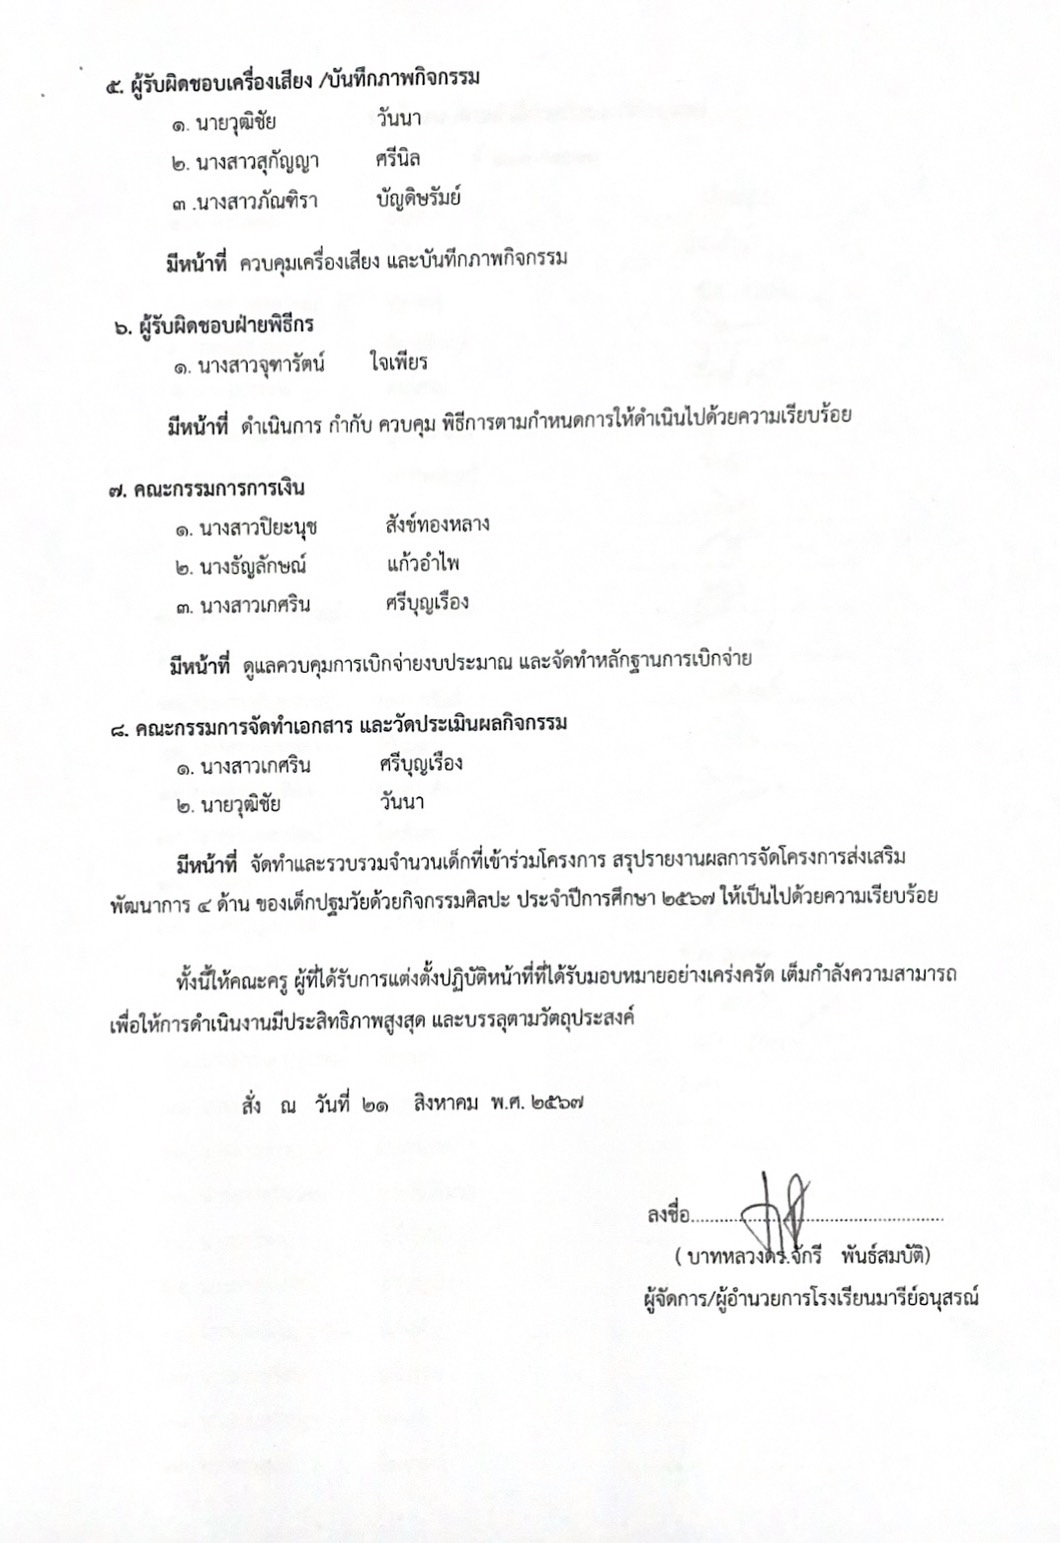 ๕. ผู้รับผิดชอบเครื่องเสียง /บันทึกภาพกิจกรรม
๑. นายวุฒิชัย วันนา
๒. นางสาวสุกัญญา ศรีนิล
๓ .นางสาวภัณฑิรา บัญดิษรัมย์
มีหน้าที่ ควบคุมเครื่องเสียง และบันทึกภาพกิจกรรม
๖. ผู้รับผิดชอบฝ่ายพิธีกร
๑. นางสาวจุฑารัตน์ ใจเพียร
มีหน้าที่ ดำเนินการ กำกับ ควบคุม พิธีการตามกำหนดการให้ดำเนินไปด้วยความเรียบร้อย
๗. คณะกรรมการการเงิน
๑. นางสาวปิยะนุช สังข์ทองหลาง
๒. นางธัญลักษณ์ แก้วอำไพ
๓. นางสาวเกศริน ศรีบุญเรือง
มีหน้าที่ ดูแลควบคุมการเบิกจ่ายงบประมาณ และจัดทำหลักฐานการเบิกจ่าย
๘. คณะกรรมการจัดทำเอกสาร และวัดประเมินผลกิจกรรม
๑. นางสาวเกศริน ศรีบุญเรือง
๒. นายวุฒิชัย วันนา
มีหน้าที่ จัดทำและรวบรวมจำนวนเด็กที่เข้าร่วมโครงการ สรุปรายงานผลการจัดโครงการส่งเสริม
พัฒนาการ ๔ ด้าน ของเด็กปฐมวัยด้วยกิจกรรมศิลปะ ประจำปีการศึกษา ๒๕๖๗ ให้เป็นไปด้วยความเรียบร้อย
ทั้งนี้ให้คณะครู ผู้ที่ได้รับการแต่งตั้งปฏิบัติหน้าที่ที่ได้รับมอบหมายอย่างเคร่งครัด เต็มกำลังความสามารถ
เพื่อให้การดำเนินงานมีประสิทธิภาพสูงสุด และบรรลุตามวัตถุประสงค์
สั่ง ณ วันที่ ๒๑ สิงหาคม พ.ศ. ๒๕๖๗
ลงชื่อ............................................
( บาทหลวงดร.จักรี พันธ์สมบัติ)
ผู้จัดการ/ผู้อำนวยการโรงเรียนมารีย์อนุสรณ์